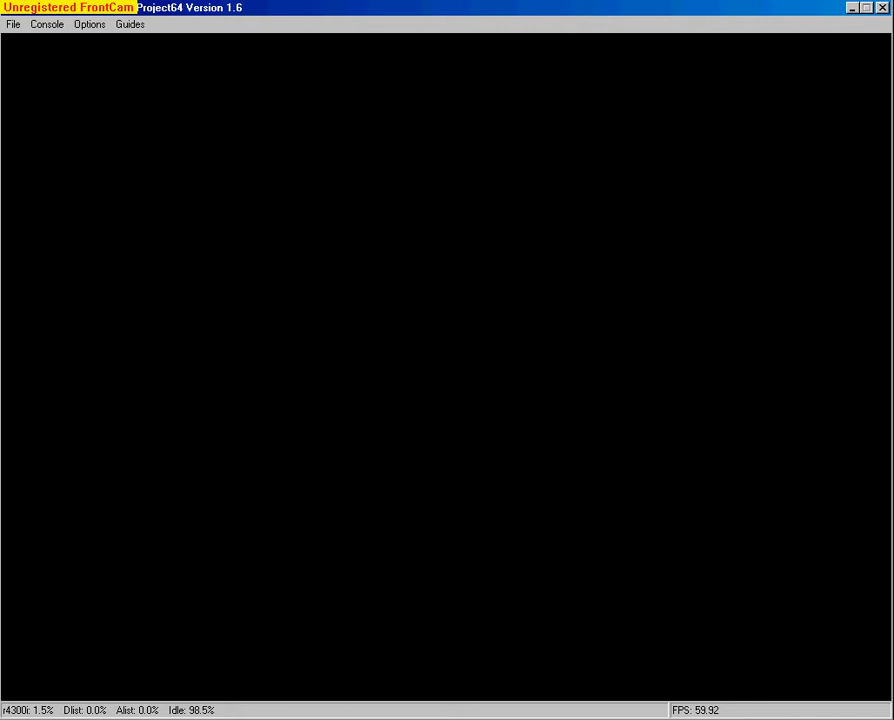 Unregistered FrontCam Project64 Version 1.6
File Console Options Guides
r4300i: 1.5% Dlist: 0.0% Alist: 0.0% Idle: 98.5% FPS: 59.92